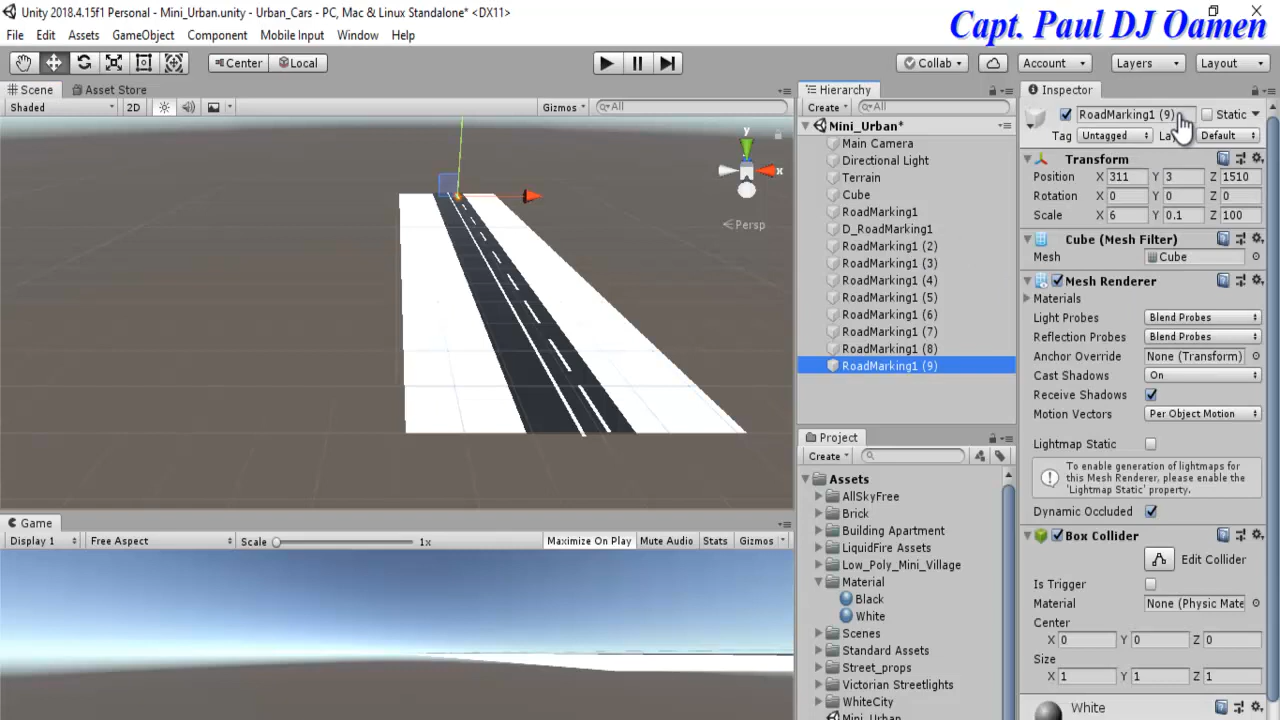 Unity 2018.4.15f1 Personal - Mini_Urban.unity - Urban_Cars - PC, Mac & Linux Standalone* <DX11>
Capt. Paul DJ Oamen
File Edit Assets GameObject Component Mobile Input Window Help
Center Local Collab Account Layers Layout
Scene Asset Store
Shaded 2D Gizmos All
y
x
Persp
Game
Display 1 Free Aspect Scale 1x Maximize On Play Mute Audio Stats Gizmos
Hierarchy
Create All
Mini_Urban*
Main Camera
Directional Light
Terrain
Cube
RoadMarking1
D_RoadMarking1
RoadMarking1 (2)
RoadMarking1 (3)
RoadMarking1 (4)
RoadMarking1 (5)
RoadMarking1 (6)
RoadMarking1 (7)
RoadMarking1 (8)
RoadMarking1 (9)
Project
Create
Assets
AllSkyFree
Brick
Building Apartment
LiquidFire Assets
Low_Poly_Mini_Village
Material
Black
White
Scenes
Standard Assets
Street_props
Victorian Streetlights
WhiteCity
Mini_Urban
Inspector
RoadMarking1 (9) Static
Tag Untagged Default
Transform
Position X 311 Y 3 Z 1510
Rotation X 0 Y 0 Z 0
Scale X 6 Y 0.1 Z 100
Cube (Mesh Filter)
Mesh Cube
Mesh Renderer
Materials
Light Probes Blend Probes
Reflection Probes Blend Probes
Anchor Override None (Transform)
Cast Shadows On
Receive Shadows
Motion Vectors Per Object Motion
Lightmap Static
To enable generation of lightmaps for
this Mesh Renderer, please enable the
'Lightmap Static' property.
Dynamic Occluded
Box Collider
Edit Collider
Is Trigger
Material None (Physic Mate
Center
X 0 Y 0 Z 0
Size
X 1 Y 1 Z 1
White